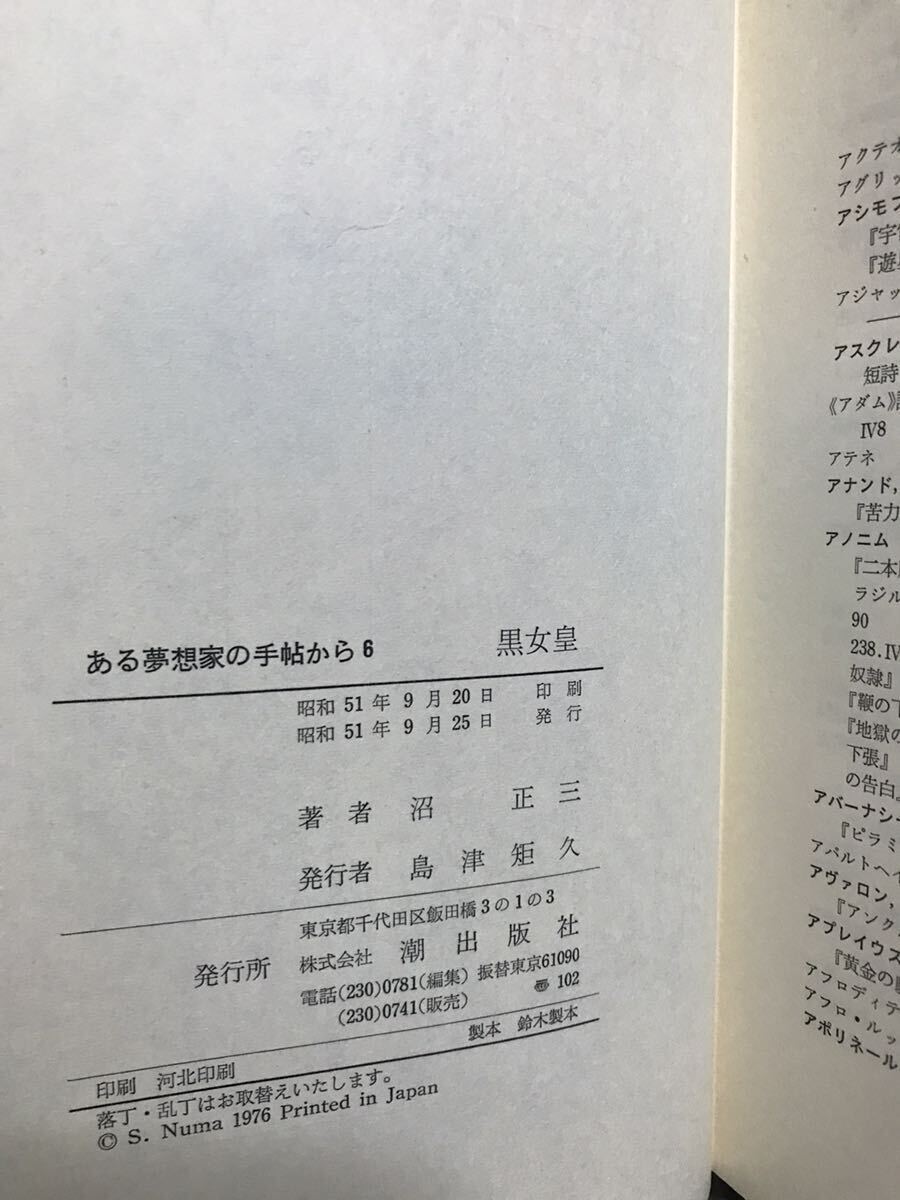 ある夢想家の手帖から6　黒女皇
昭和 51 年 9 月 20 日　印 刷
昭和 51 年 9 月 25 日　発 行
著 者　沼　正 三
発行者　島 津 矩 久
発行所
東京都千代田区飯田橋3の1の3
株式会社　潮 出 版 社
電話(230)0781(編集) 振替東京61090
(230)0741(販売)　102
製本　鈴木製本
印刷　河北印刷
落丁・乱丁はお取替えいたします。
© S. Numa 1976 Printed in Japan
アクテオ
アグリッ
アシモフ
『宇宙
『遊星
アジャッ
アスクレ
短詩
《アダム》
Ⅳ8
アテネ
アナンド,
『苦力
アノニム
『二本
ラジル
90
238.Ⅳ
奴隷』
『鞭の下
『地獄の
下張』
の告白』
アバーナシー
『ピラミ
アパルトヘイ
アヴァロン,
『アンク
アプレイウス
『黄金の
アフロディテ
アフロ・ルッ
アポリネール